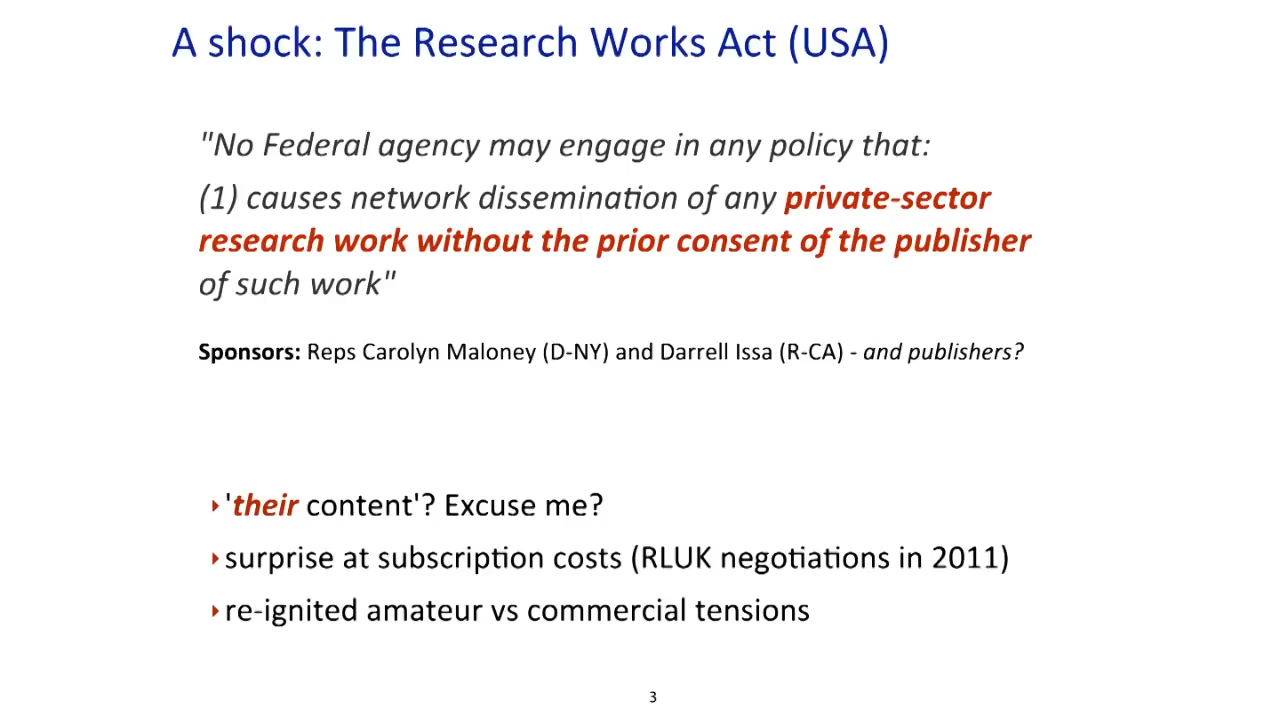 A shock: The Research Works Act (USA)
"No Federal agency may engage in any policy that:
(1) causes network dissemination of any private-sector
research work without the prior consent of the publisher
of such work"
Sponsors: Reps Carolyn Maloney (D-NY) and Darrell Issa (R-CA) - and publishers?
‣ 'their content'? Excuse me?
‣ surprise at subscription costs (RLUK negotiations in 2011)
‣ re-ignited amateur vs commercial tensions
3